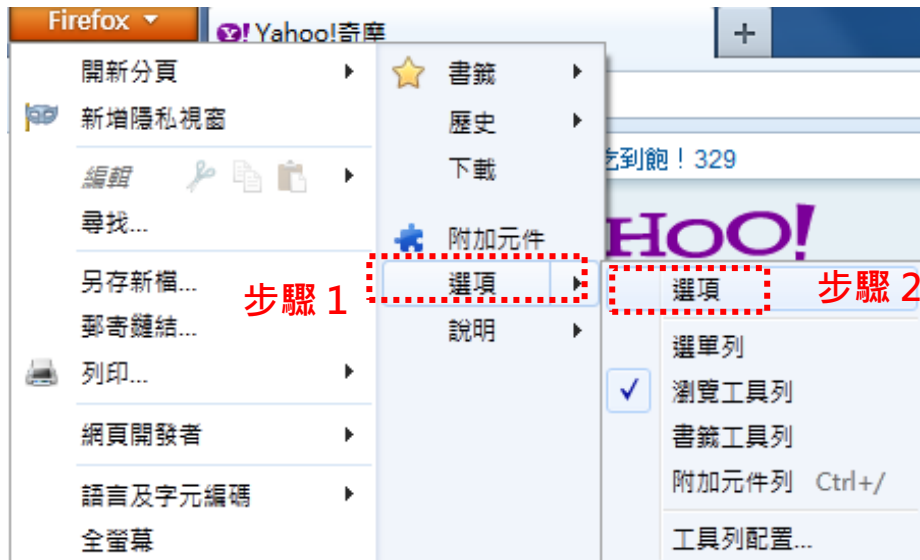 Firefox
Y! Yahoo!奇摩
+
開新分頁
新增隱私視窗
編輯
尋找...
另存新檔...
郵寄鏈結...
列印...
網頁開發者
語言及字元編碼
全螢幕
書籤
歷史
下載
附加元件
選項
說明
步驟 1
吃到飽！329
HOO!
選項
步驟 2
選單列
瀏覽工具列
書籤工具列
附加元件列 Ctrl+/
工具列配置...